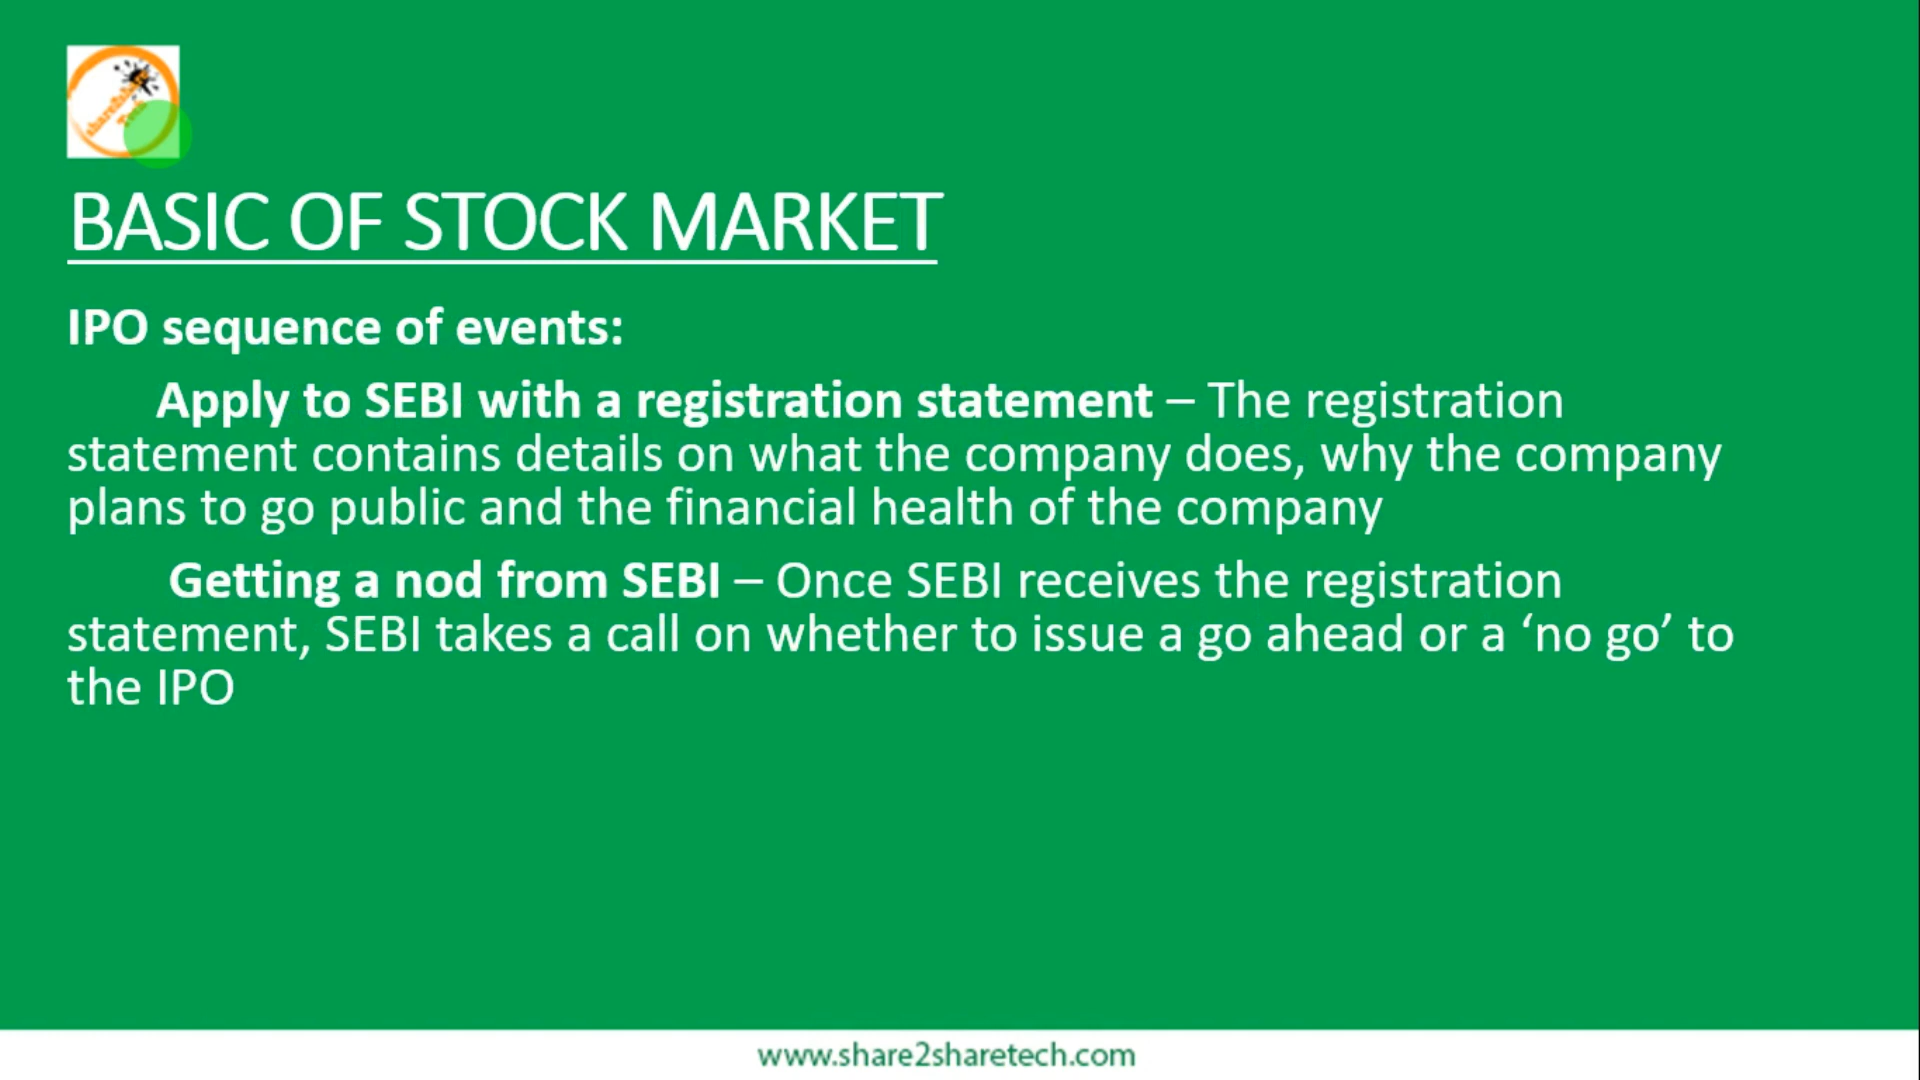 share2share
Tech
BASIC OF STOCK MARKET
IPO sequence of events:
Apply to SEBI with a registration statement – The registration
statement contains details on what the company does, why the company
plans to go public and the financial health of the company
Getting a nod from SEBI – Once SEBI receives the registration
statement, SEBI takes a call on whether to issue a go ahead or a ‘no go’ to
the IPO
www.share2sharetech.com